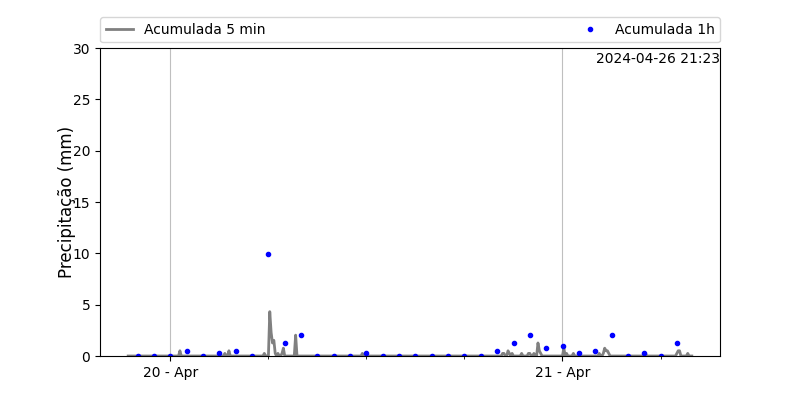 Acumulada 5 min
Acumulada 1h
2024-04-26 21:23
Precipitação (mm)
30
25
20
15
10
5
0
20 - Apr
21 - Apr